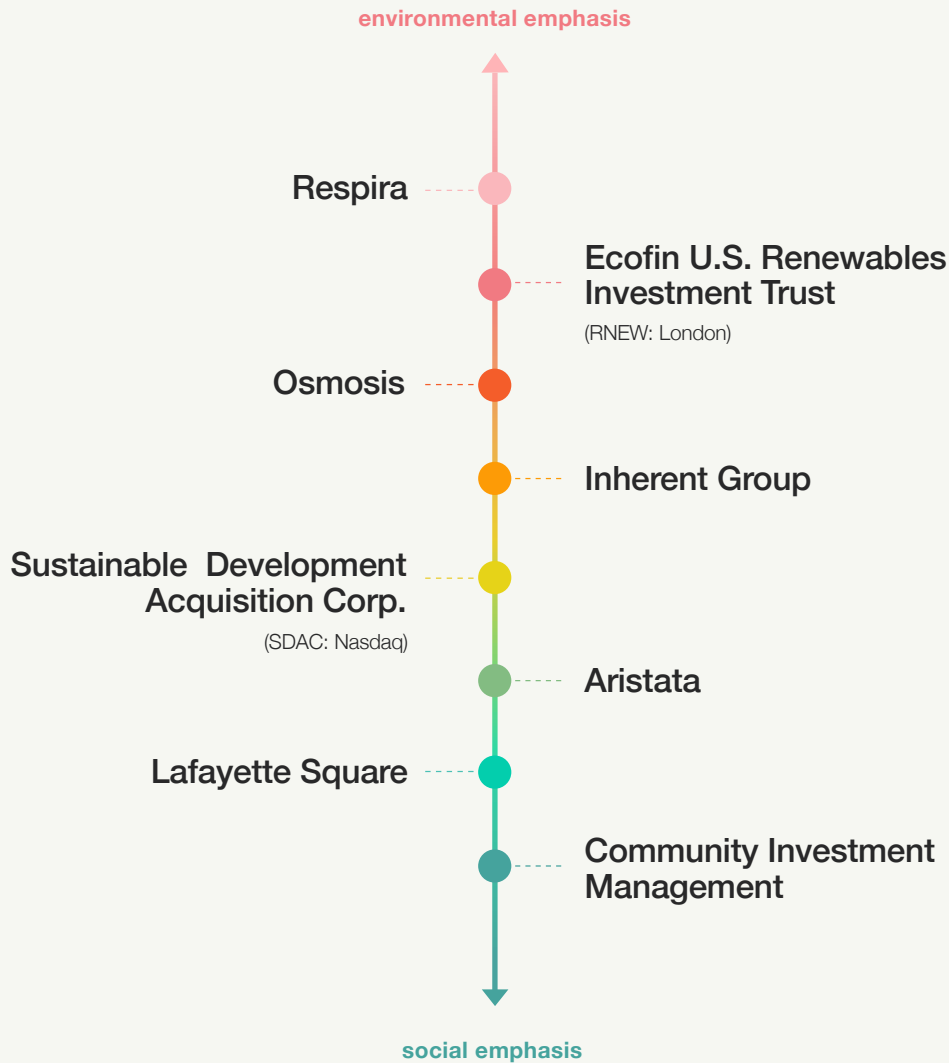 environmental emphasis
Respira
Ecofin U.S. Renewables
Investment Trust
(RNEW: London)
Osmosis
Inherent Group
Sustainable Development
Acquisition Corp.
(SDAC: Nasdaq)
Aristata
Lafayette Square
Community Investment
Management
social emphasis